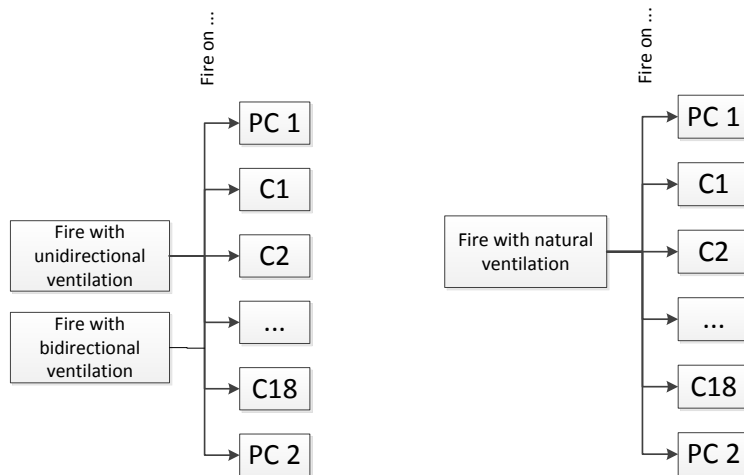 Fire on ...
PC 1
C1
Fire with
unidirectional
ventilation
C2
...
Fire with
bidirectional
ventilation
C18
PC 2
Fire on ...
PC 1
C1
Fire with natural
ventilation
C2
...
C18
PC 2